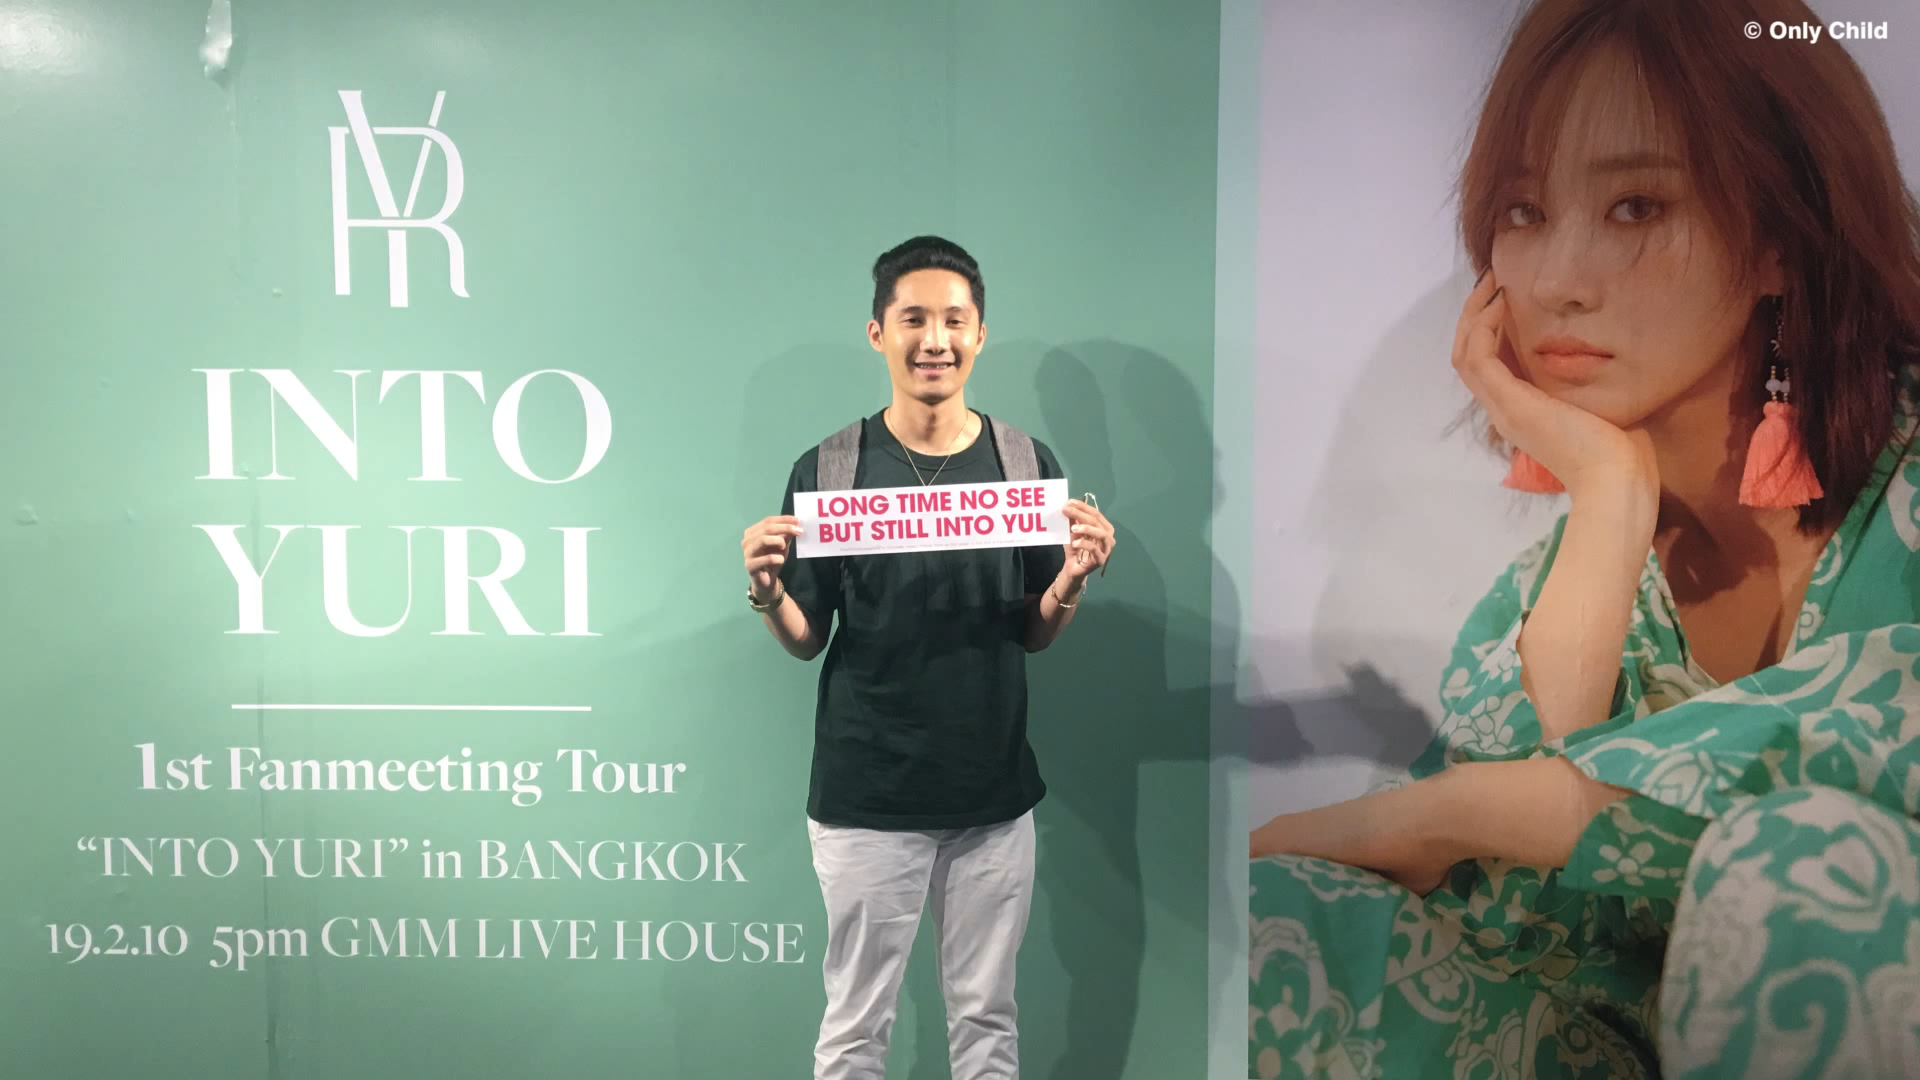 © Only Child
YR
INTO
YURI
1st Fanmeeting Tour
“INTO YURI” in BANGKOK
19.2.10 5pm GMM LIVE HOUSE
LONG TIME NO SEE
BUT STILL INTO YUL